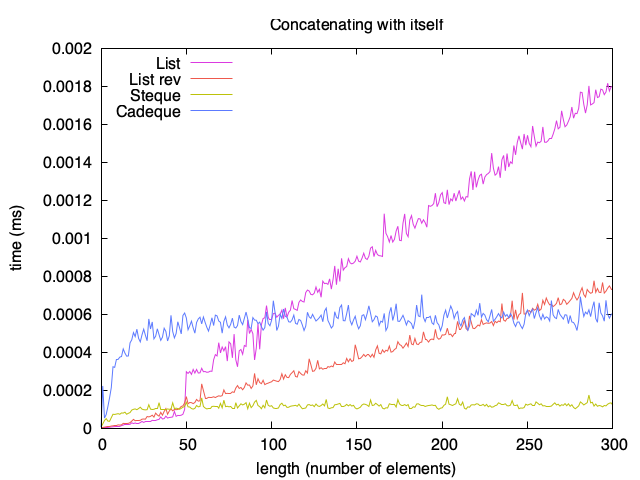 Concatenating with itself
0.002
0.0018
0.0016
0.0014
0.0012
0.001
0.0008
0.0006
0.0004
0.0002
0
time (ms)
List
List rev
Steque
Cadeque
0
50
100
150
200
250
300
length (number of elements)